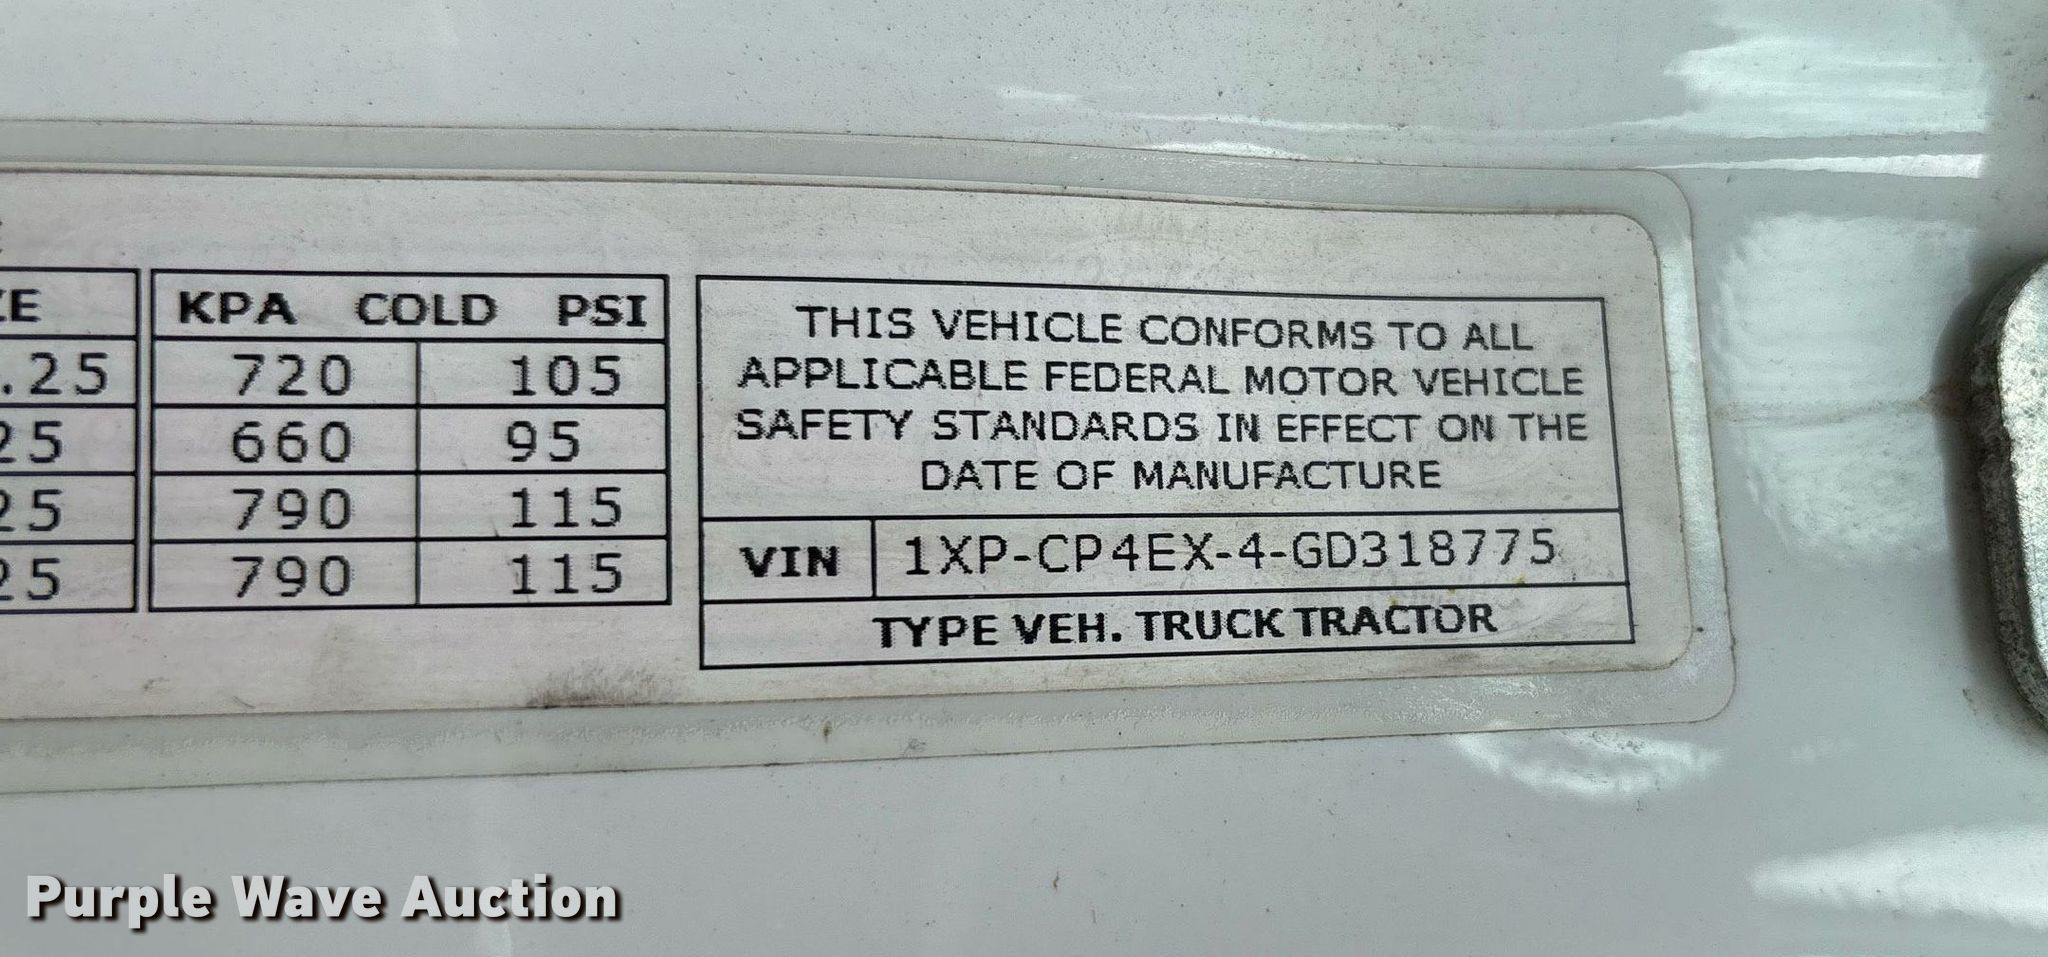 ZE
KPA COLD PSI
.25 720 105
25 660 95
25 790 115
25 790 115
THIS VEHICLE CONFORMS TO ALL
APPLICABLE FEDERAL MOTOR VEHICLE
SAFETY STANDARDS IN EFFECT ON THE
DATE OF MANUFACTURE
VIN 1XP-CP4EX-4-GD318775
TYPE VEH. TRUCK TRACTOR
Purple Wave Auction